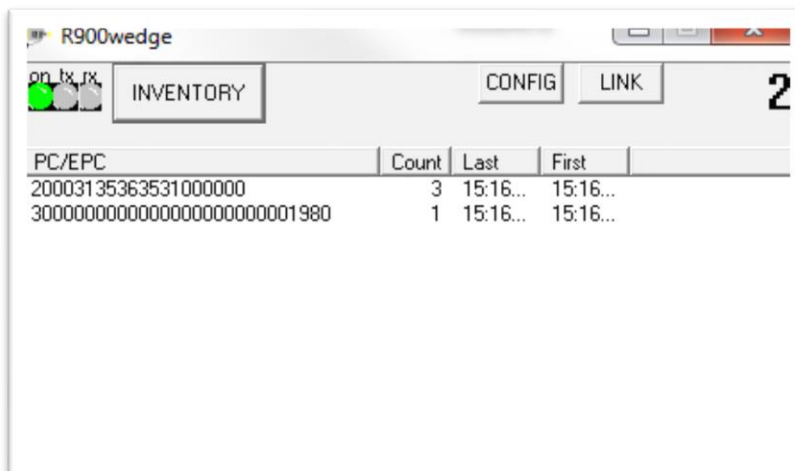 R900wedge
on tx rx
INVENTORY
CONFIG
LINK
2
PC/EPC Count Last First
20003135363531000000 3 15:16... 15:16...
3000000000000000000000001980 1 15:16... 15:16...